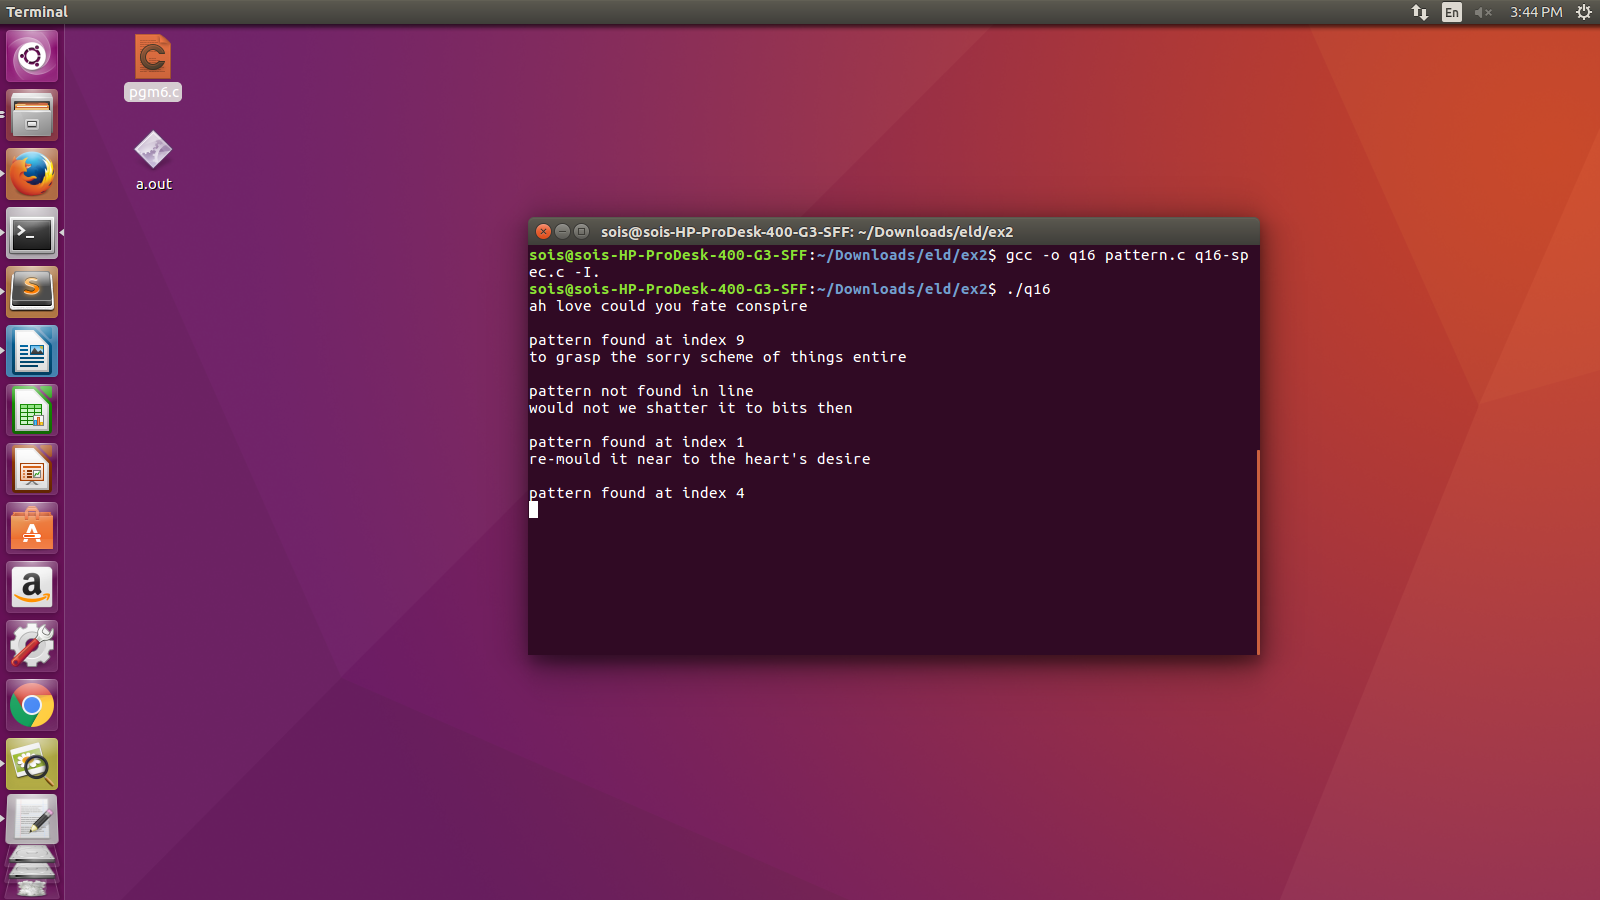 Terminal
En
3:44 PM
pgm6.c
a.out
sois@sois-HP-ProDesk-400-G3-SFF: ~/Downloads/eld/ex2
sois@sois-HP-ProDesk-400-G3-SFF:~/Downloads/eld/ex2$ gcc -o q16 pattern.c q16-sp
ec.c -I.
sois@sois-HP-ProDesk-400-G3-SFF:~/Downloads/eld/ex2$ ./q16
ah love could you fate conspire
pattern found at index 9
to grasp the sorry scheme of things entire
pattern not found in line
would not we shatter it to bits then
pattern found at index 1
re-mould it near to the heart's desire
pattern found at index 4